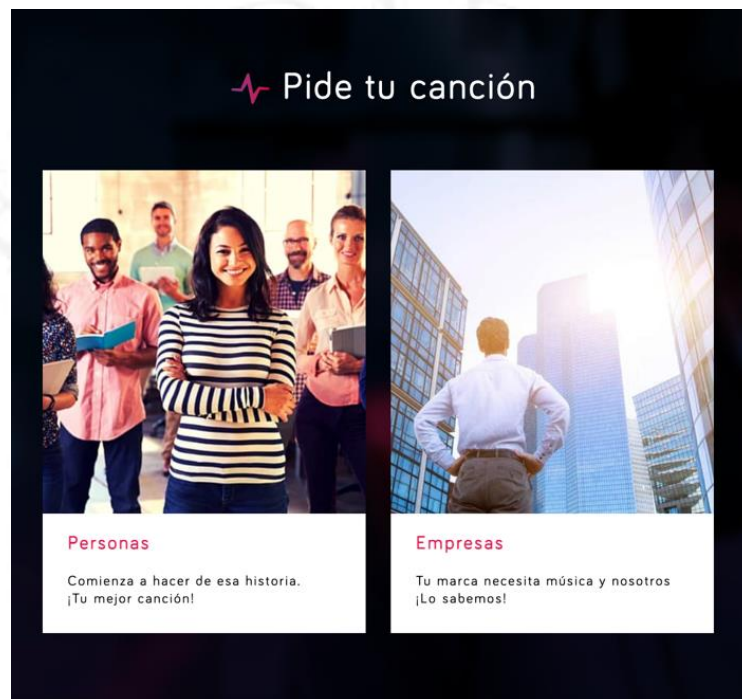 Pide tu canción
Personas
Comienza a hacer de esa historia.
¡Tu mejor canción!
Empresas
Tu marca necesita música y nosotros
¡Lo sabemos!